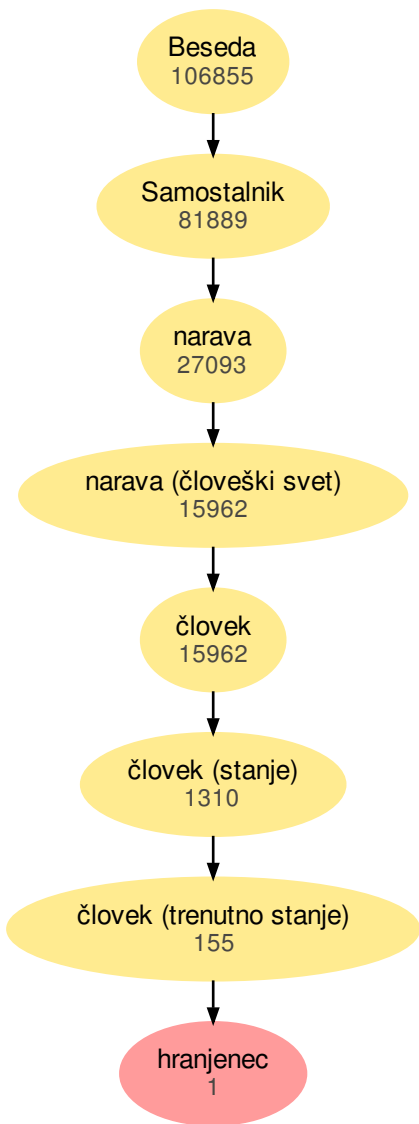 Beseda
106855
Samostalnik
81889
narava
27093
narava (človeški svet)
15962
človek
15962
človek (stanje)
1310
človek (trenutno stanje)
155
hranjenec
1